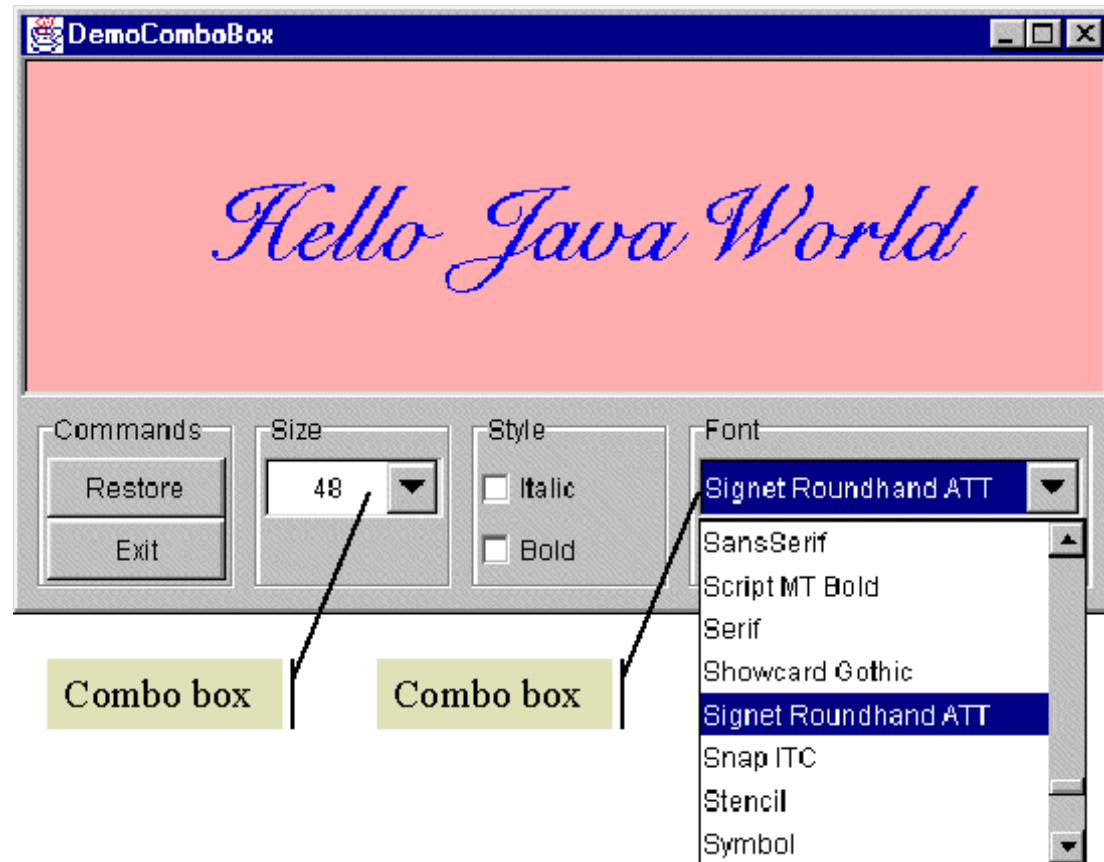 DemoComboBox
Hello Java World
Commands
Restore
Exit
Size
48
Style
Italic
Bold
Font
Signet Roundhand ATT
SansSerif
Script MT Bold
Serif
Showcard Gothic
Signet Roundhand ATT
Snap ITC
Stencil
Symbol
Combo box
Combo box